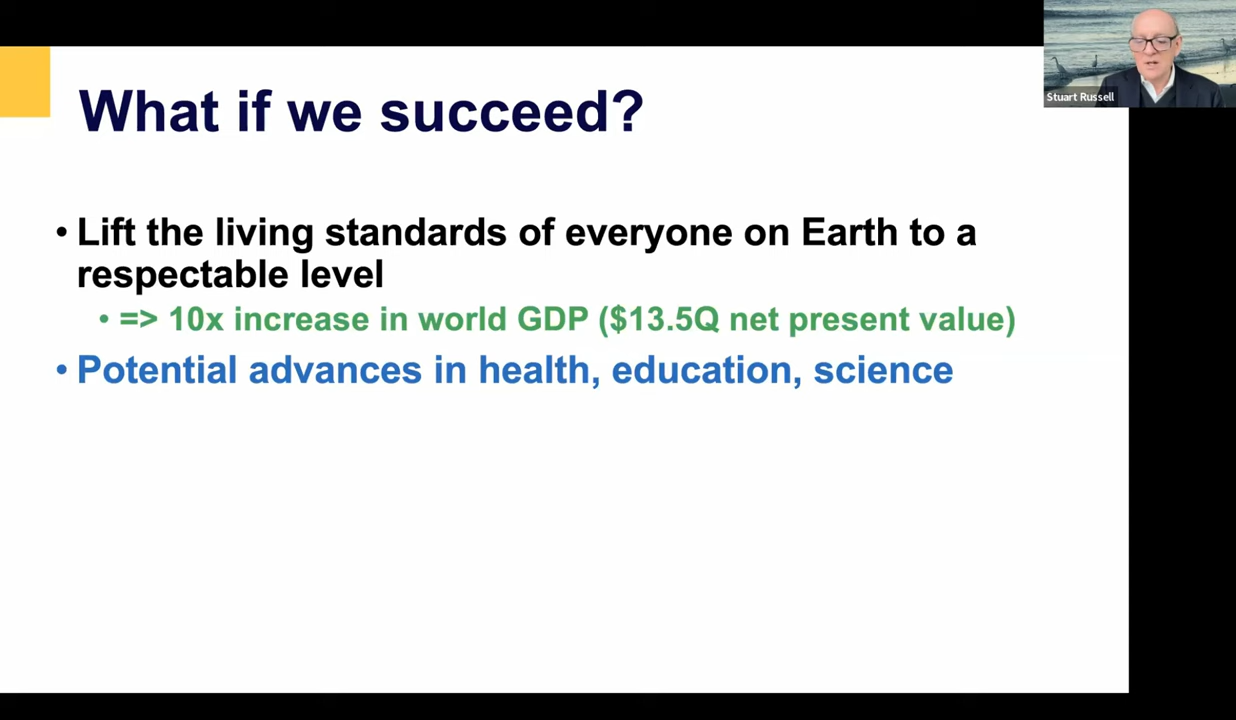 Stuart Russell
What if we succeed?
• Lift the living standards of everyone on Earth to a
respectable level
• => 10x increase in world GDP ($13.5Q net present value)
• Potential advances in health, education, science